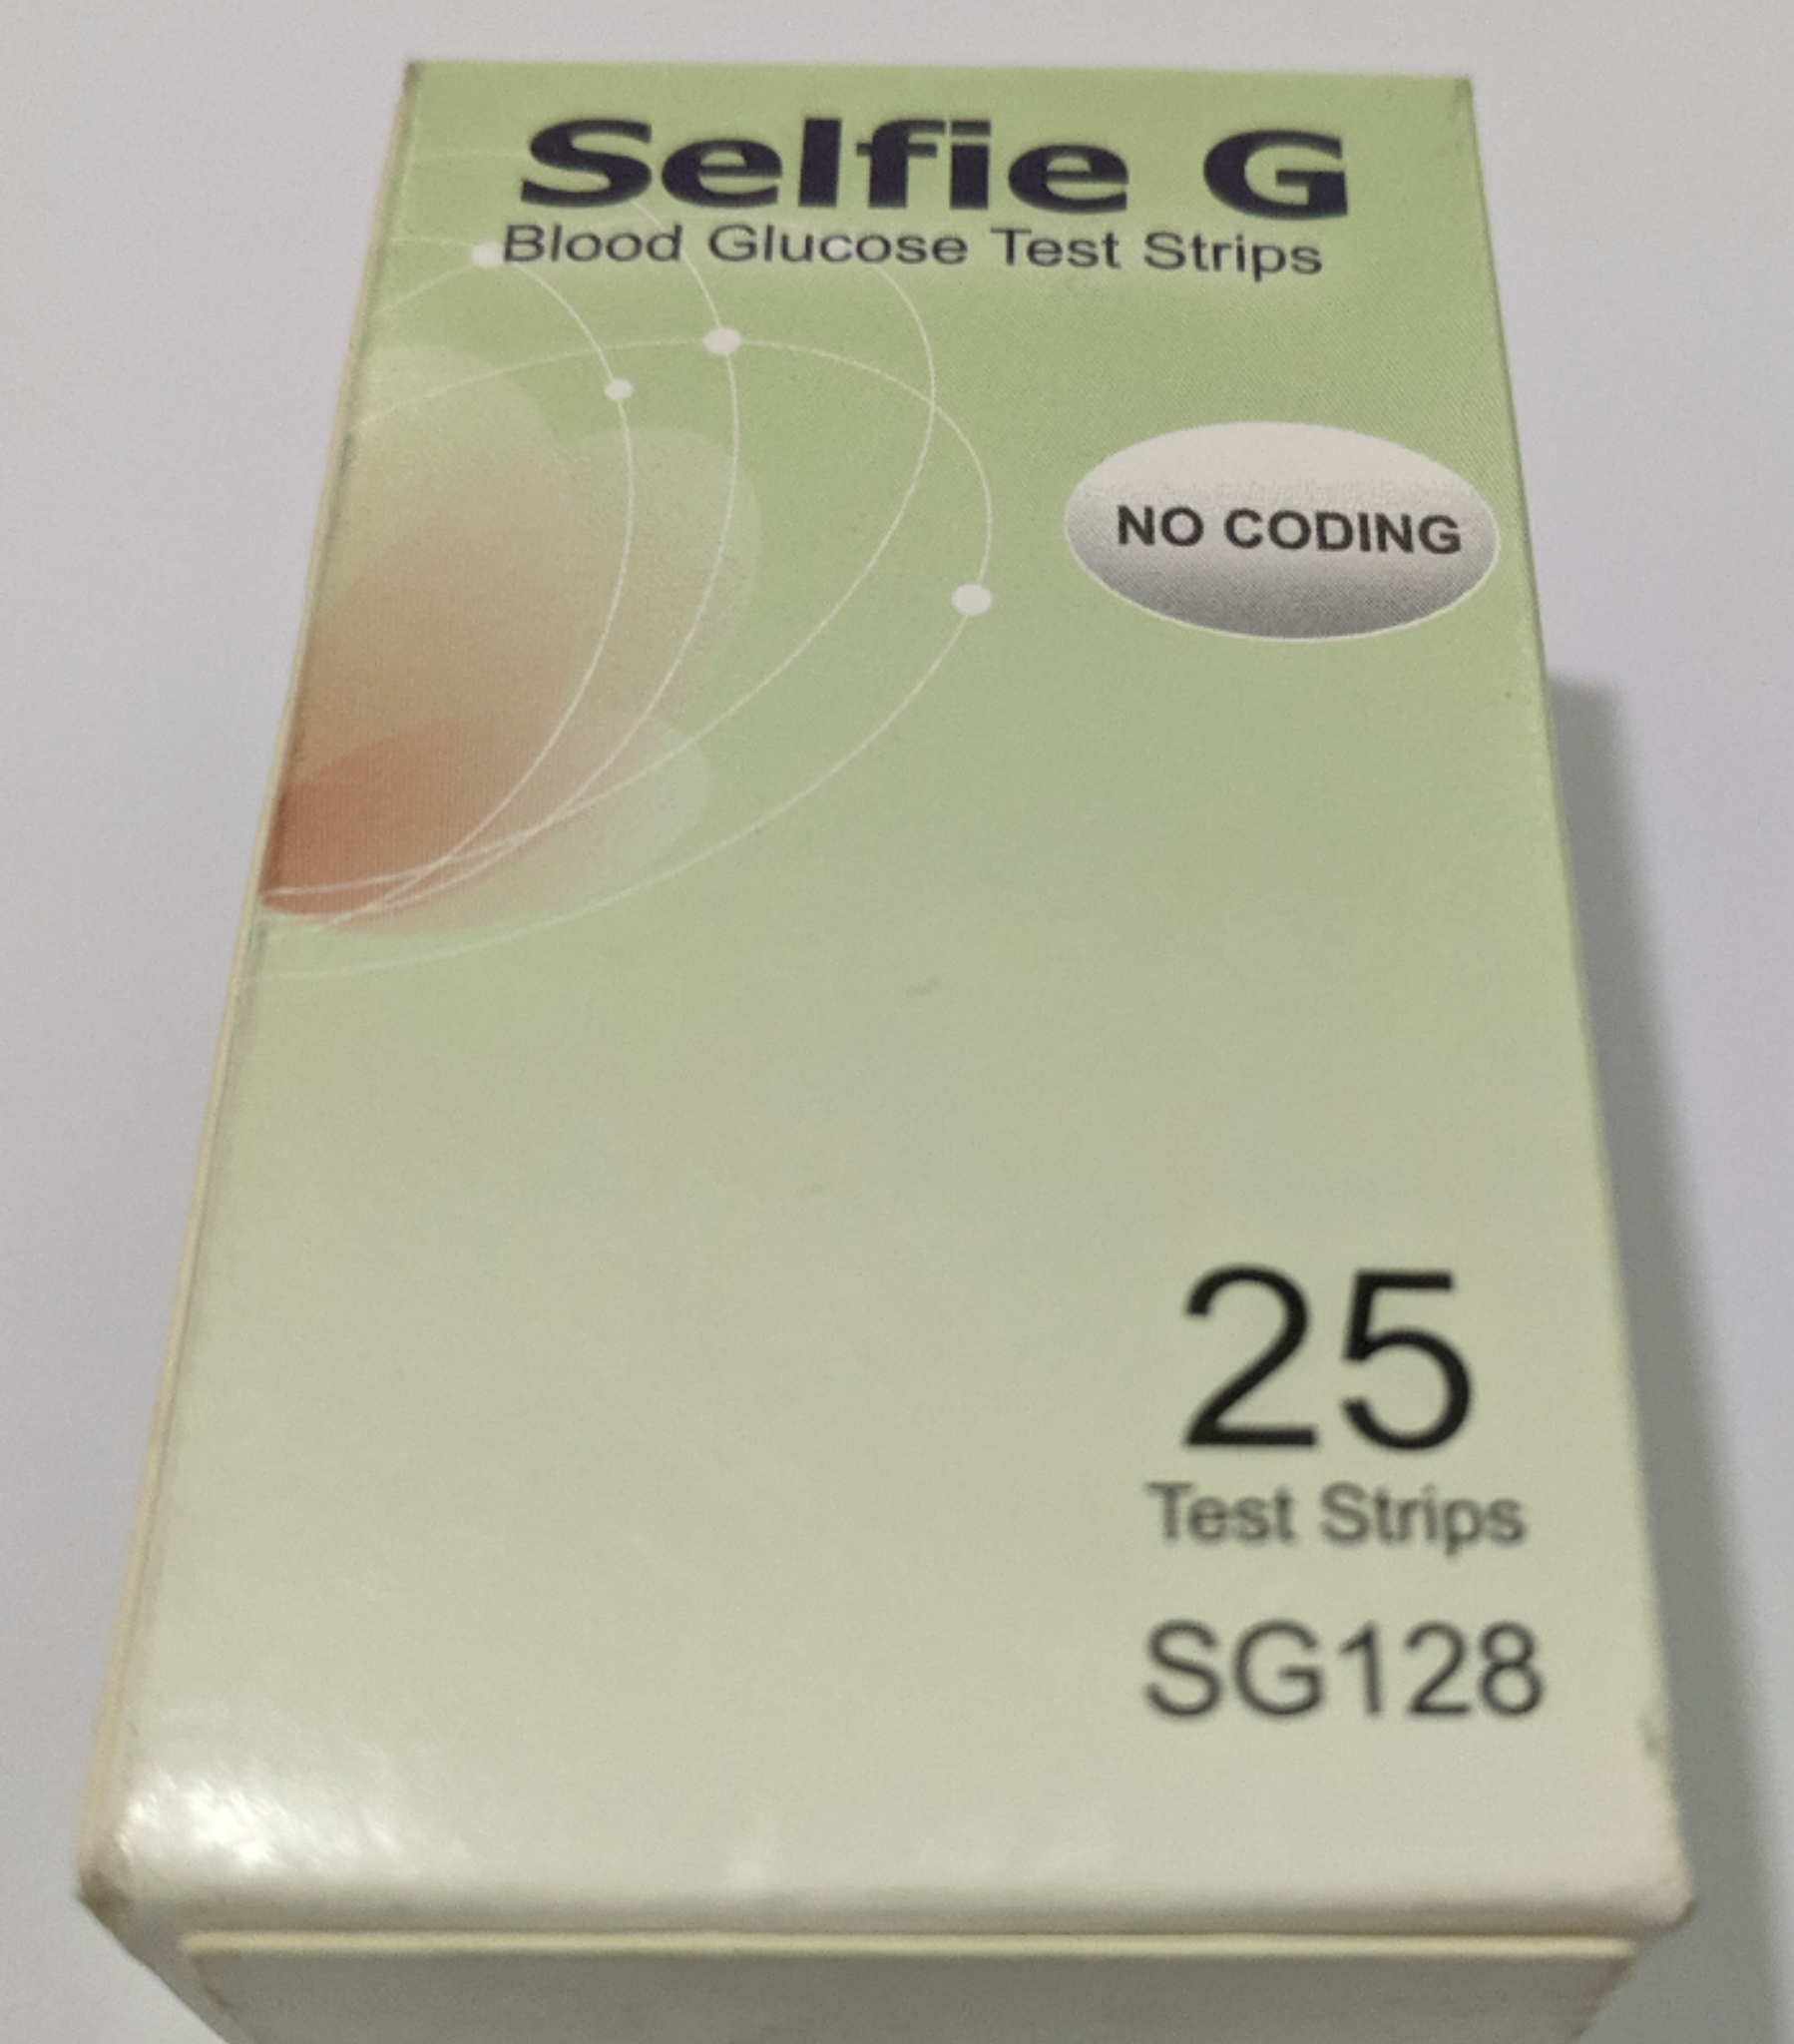 Selfie G
Blood Glucose Test Strips
NO CODING
25
Test Strips
SG128